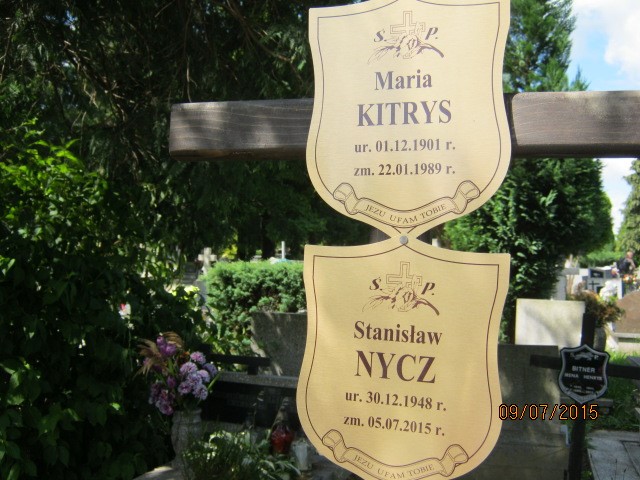 Ś. P.
Maria
KITRYS
ur. 01.12.1901 r.
zm. 22.01.1989 r.
JEZU UFAM TOBIE
Ś. P.
Stanisław
NYCZ
ur. 30.12.1948 r.
zm. 05.07.2015 r.
JEZU UFAM TOBIE
BITNER
09/07/2015